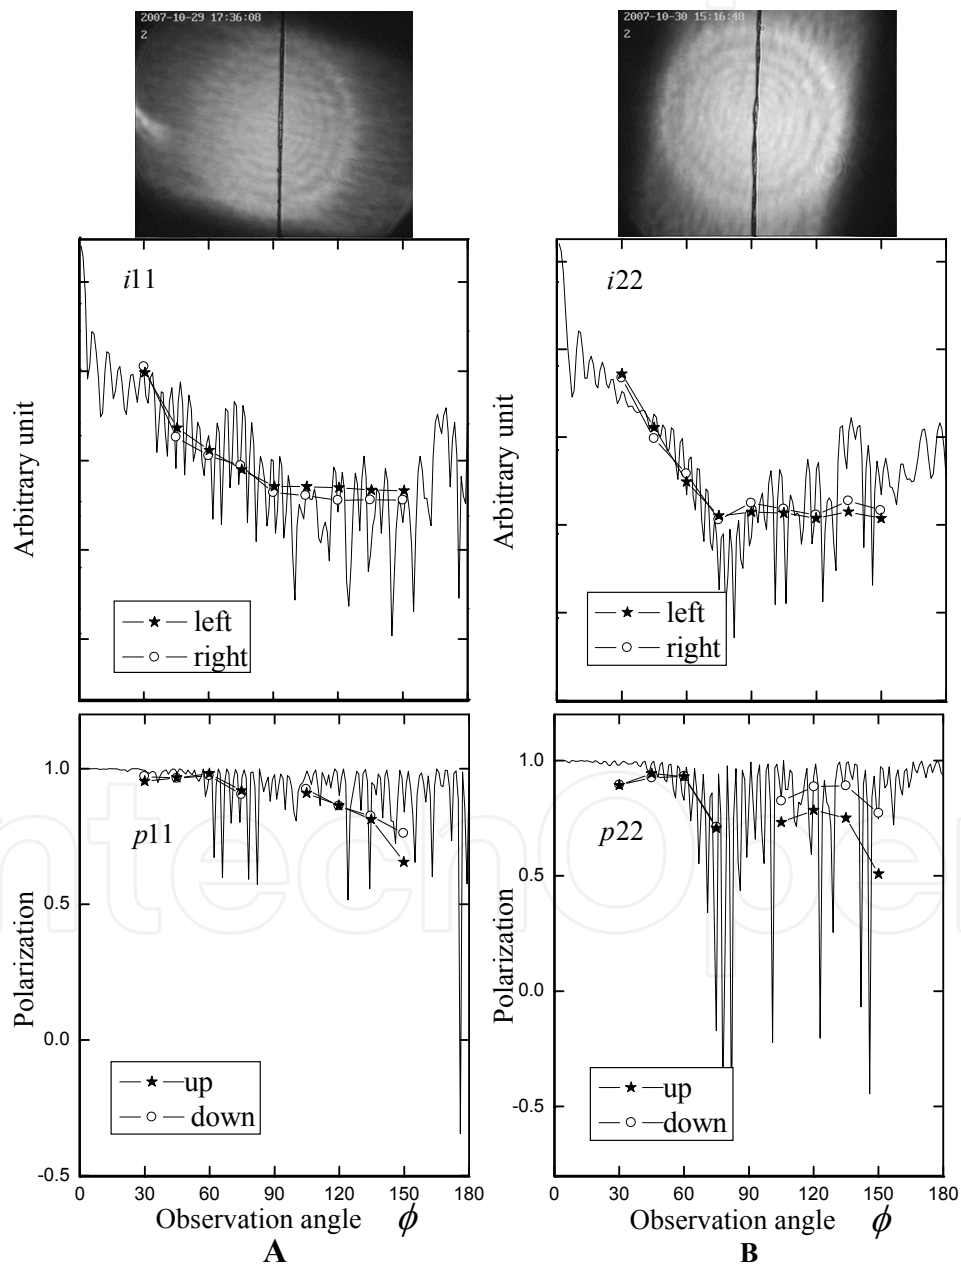 2007-10-29 17:36:08
2
2007-10-30 15:16:48
2
i11
Arbitrary unit
left
right
i22
Arbitrary unit
left
right
1.0
0.5
0.0
-0.5
p11
Polarization
up
down
0 30 60 90 120 150 180
Observation angle ϕ
A
1.0
0.5
0.0
-0.5
p22
Polarization
up
down
0 30 60 90 120 150 180
Observation angle ϕ
B